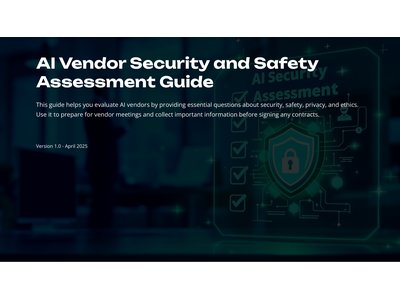 AI Vendor Security and Safety
Assessment Guide
This guide helps you evaluate AI vendors by providing essential questions about security, safety, privacy, and ethics.
Use it to prepare for vendor meetings and collect important information before signing any contracts.
Version 1.0 - April 2025
AI Security
Assessment